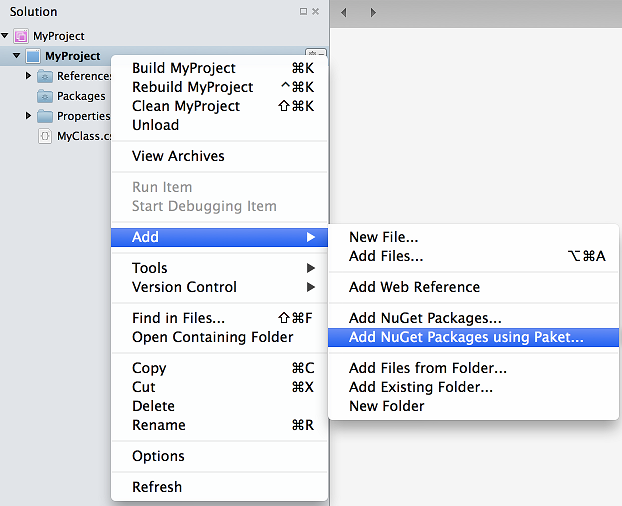 Solution
MyProject
MyProject
References
Packages
Properties
MyClass.cs
Build MyProject ⌘K
Rebuild MyProject ^⌘K
Clean MyProject ⇧⌘K
Unload
View Archives
Run Item
Start Debugging Item
Add
Tools
Version Control
Find in Files... ⇧⌘F
Open Containing Folder
Copy ⌘C
Cut ⌘X
Delete
Rename ⌘R
Options
Refresh
New File...
Add Files... ⌥⌘A
Add Web Reference
Add NuGet Packages...
Add NuGet Packages using Paket...
Add Files from Folder...
Add Existing Folder...
New Folder